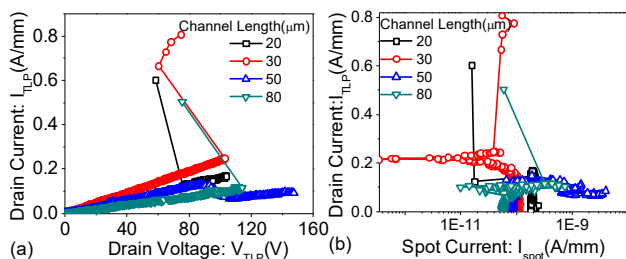 Channel Length(μm)
20
30
50
80
0.8
0.6
0.4
0.2
0.0
0
40
80
120
160
Drain Current: I_TLP(A/mm)
Drain Voltage: V_TLP(V)
(a)
Channel Length(μm)
20
30
50
80
0.8
0.6
0.4
0.2
0.0
1E-11
1E-9
Drain Current: I_TLP(A/mm)
Spot Current: I_spot(A/mm)
(b)